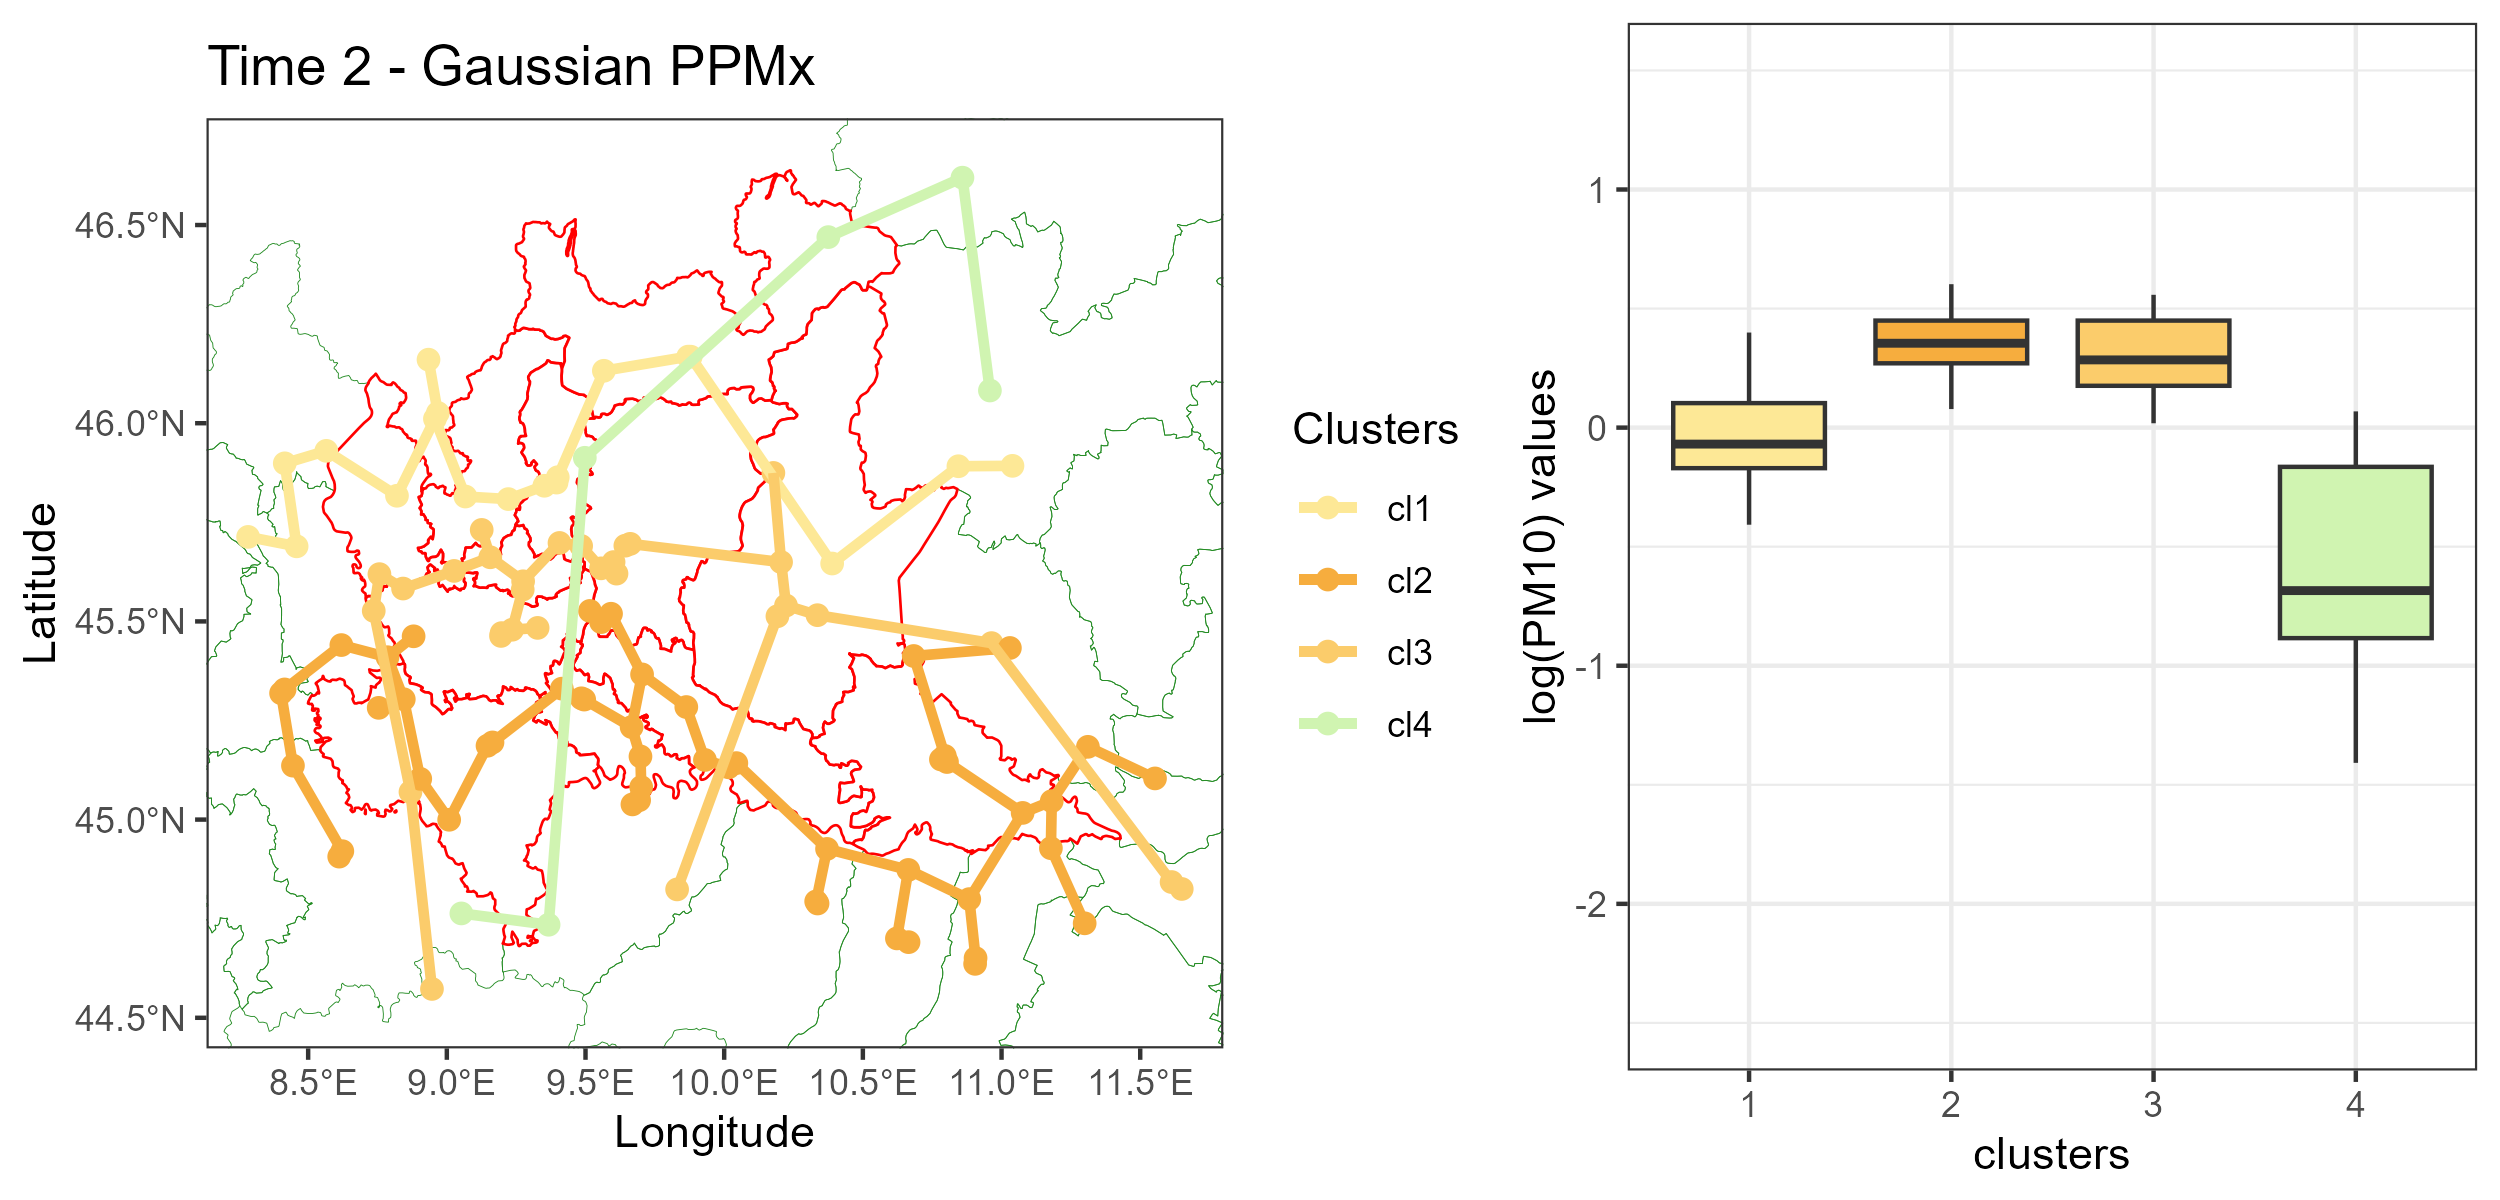 Time 2 - Gaussian PPMx
Latitude
46.5°N
46.0°N
45.5°N
45.0°N
44.5°N
8.5°E 9.0°E 9.5°E 10.0°E 10.5°E 11.0°E 11.5°E
Longitude
Clusters
cl1
cl2
cl3
cl4
log(PM10) values
1
0
-1
-2
1 2 3 4
clusters